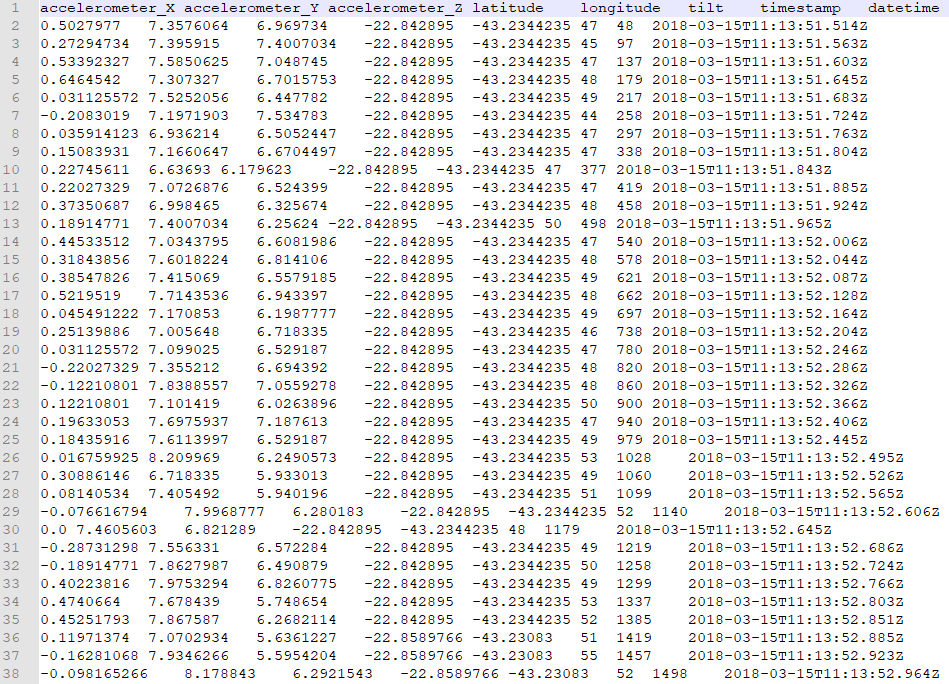 1 accelerometer_X accelerometer_Y accelerometer_Z latitude longitude tilt timestamp datetime
2 0.5027977 7.3576064 6.969734 -22.842895 -43.2344235 47 48 2018-03-15T11:13:51.514Z
3 0.27294734 7.395915 7.4007034 -22.842895 -43.2344235 45 97 2018-03-15T11:13:51.563Z
4 0.53392327 7.5850625 7.048745 -22.842895 -43.2344235 47 137 2018-03-15T11:13:51.603Z
5 0.6464542 7.307327 6.7015753 -22.842895 -43.2344235 48 179 2018-03-15T11:13:51.645Z
6 0.031125572 7.5252056 6.447782 -22.842895 -43.2344235 49 217 2018-03-15T11:13:51.683Z
7 -0.2083019 7.1971903 7.534783 -22.842895 -43.2344235 44 258 2018-03-15T11:13:51.724Z
8 0.035914123 6.936214 6.5052447 -22.842895 -43.2344235 47 297 2018-03-15T11:13:51.763Z
9 0.15083931 7.1660647 6.6704497 -22.842895 -43.2344235 47 338 2018-03-15T11:13:51.804Z
10 0.22745611 6.63693 6.179623 -22.842895 -43.2344235 47 377 2018-03-15T11:13:51.843Z
11 0.22027329 7.0726876 6.524399 -22.842895 -43.2344235 47 419 2018-03-15T11:13:51.885Z
12 0.37350687 6.998465 6.325674 -22.842895 -43.2344235 48 458 2018-03-15T11:13:51.924Z
13 0.18914771 7.4007034 6.25624 -22.842895 -43.2344235 50 498 2018-03-15T11:13:51.965Z
14 0.44533512 7.0343795 6.6081986 -22.842895 -43.2344235 47 540 2018-03-15T11:13:52.006Z
15 0.31843856 7.6018224 6.814106 -22.842895 -43.2344235 48 578 2018-03-15T11:13:52.044Z
16 0.38547826 7.415069 6.5579185 -22.842895 -43.2344235 49 621 2018-03-15T11:13:52.087Z
17 0.5219519 7.7143536 6.943397 -22.842895 -43.2344235 48 662 2018-03-15T11:13:52.128Z
18 0.045491222 7.170853 6.1987777 -22.842895 -43.2344235 49 697 2018-03-15T11:13:52.164Z
19 0.25139886 7.005648 6.718335 -22.842895 -43.2344235 46 738 2018-03-15T11:13:52.204Z
20 0.031125572 7.099025 6.529187 -22.842895 -43.2344235 47 780 2018-03-15T11:13:52.246Z
21 -0.22027329 7.355212 6.694392 -22.842895 -43.2344235 48 820 2018-03-15T11:13:52.286Z
22 -0.12210801 7.8388557 7.0559278 -22.842895 -43.2344235 48 860 2018-03-15T11:13:52.326Z
23 0.12210801 7.101419 6.0263896 -22.842895 -43.2344235 50 900 2018-03-15T11:13:52.366Z
24 0.19633053 7.6975937 7.187613 -22.842895 -43.2344235 47 940 2018-03-15T11:13:52.406Z
25 0.18435916 7.6113997 6.529187 -22.842895 -43.2344235 49 979 2018-03-15T11:13:52.445Z
26 0.016759925 8.209969 6.2490573 -22.842895 -43.2344235 53 1028 2018-03-15T11:13:52.495Z
27 0.30886146 6.718335 5.933013 -22.842895 -43.2344235 49 1060 2018-03-15T11:13:52.526Z
28 0.08140534 7.405492 5.940196 -22.842895 -43.2344235 51 1099 2018-03-15T11:13:52.565Z
29 -0.076616794 7.9968777 6.280183 -22.842895 -43.2344235 52 1140 2018-03-15T11:13:52.606Z
30 0.0 7.4605603 6.821289 -22.842895 -43.2344235 48 1179 2018-03-15T11:13:52.645Z
31 -0.28731298 7.556331 6.572284 -22.842895 -43.2344235 49 1219 2018-03-15T11:13:52.686Z
32 -0.18914771 7.8627987 6.490879 -22.842895 -43.2344235 50 1258 2018-03-15T11:13:52.724Z
33 0.40223816 7.9753294 6.8260775 -22.842895 -43.2344235 49 1299 2018-03-15T11:13:52.766Z
34 0.4740664 7.678439 5.748654 -22.842895 -43.2344235 53 1337 2018-03-15T11:13:52.803Z
35 0.45251793 7.867587 6.2682114 -22.842895 -43.2344235 52 1385 2018-03-15T11:13:52.851Z
36 0.11971374 7.0702934 5.6361227 -22.8589766 -43.23083 51 1419 2018-03-15T11:13:52.885Z
37 -0.16281068 7.9346266 5.5954204 -22.8589766 -43.23083 55 1457 2018-03-15T11:13:52.923Z
38 -0.098165266 8.178843 6.2921543 -22.8589766 -43.23083 52 1498 2018-03-15T11:13:52.964Z